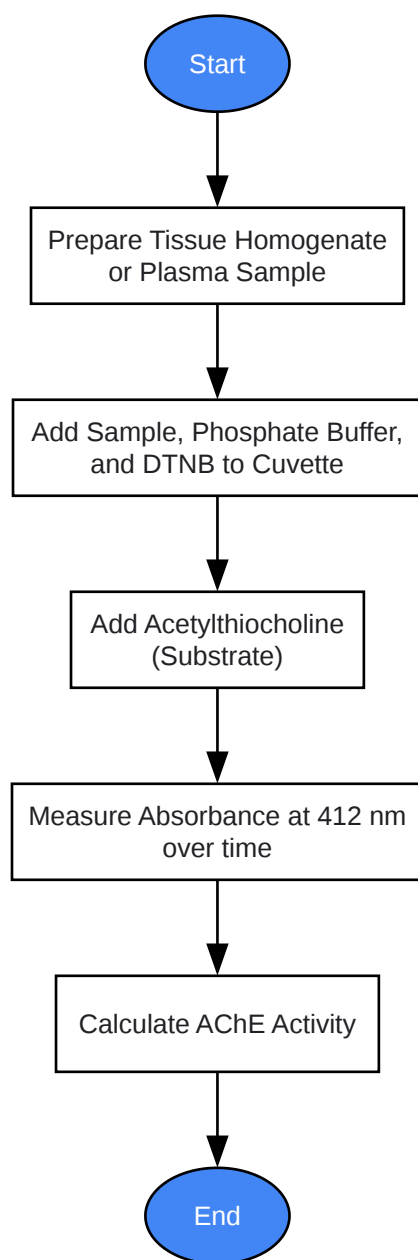 Start
Prepare Tissue Homogenate
or Plasma Sample
Add Sample, Phosphate Buffer,
and DTNB to Cuvette
Add Acetylthiocholine
(Substrate)
Measure Absorbance at 412 nm
over time
Calculate AChE Activity
End